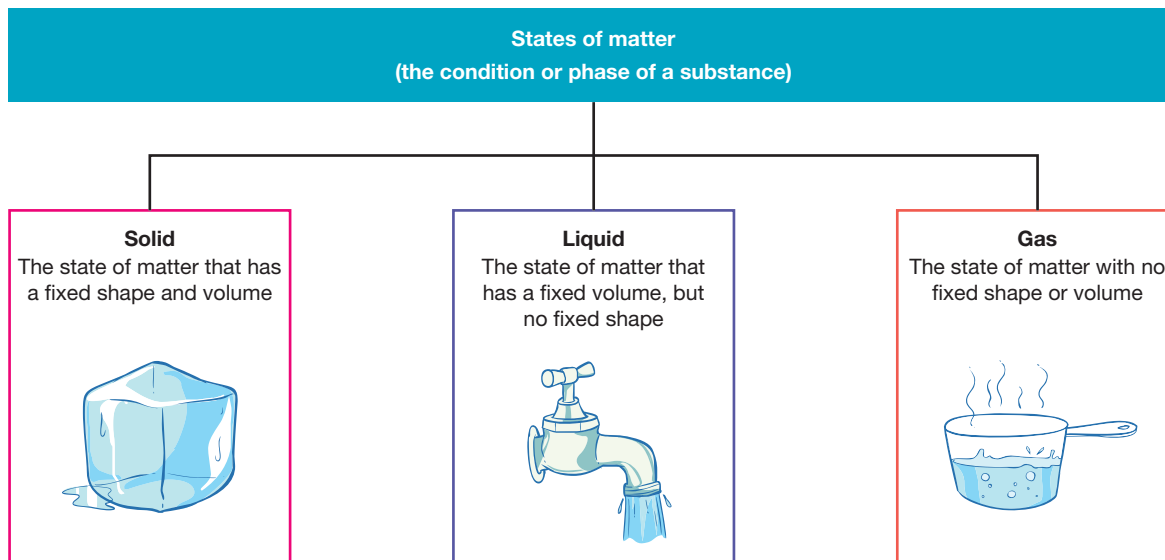 States of matter
(the condition or phase of a substance)
Solid
The state of matter that has
a fixed shape and volume
Liquid
The state of matter that
has a fixed volume, but
no fixed shape
Gas
The state of matter with no
fixed shape or volume